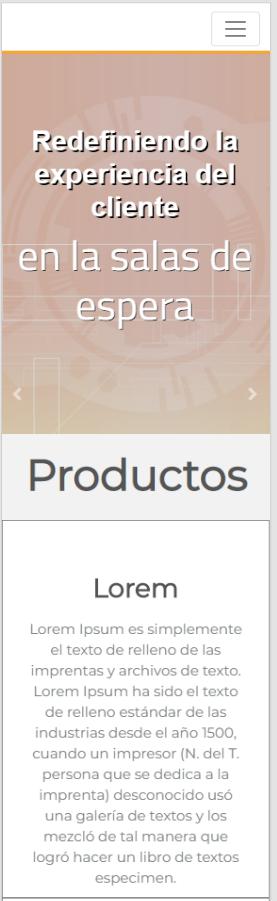 Redefiniendo la
experiencia del
cliente
en la salas de
espera
Productos
Lorem
Lorem Ipsum es simplemente
el texto de relleno de las
imprentas y archivos de texto.
Lorem Ipsum ha sido el texto
de relleno estándar de las
industrias desde el año 1500,
cuando un impresor (N. del T.
persona que se dedica a la
imprenta) desconocido usó
una galería de textos y los
mezcló de tal manera que
logró hacer un libro de textos
especimen.